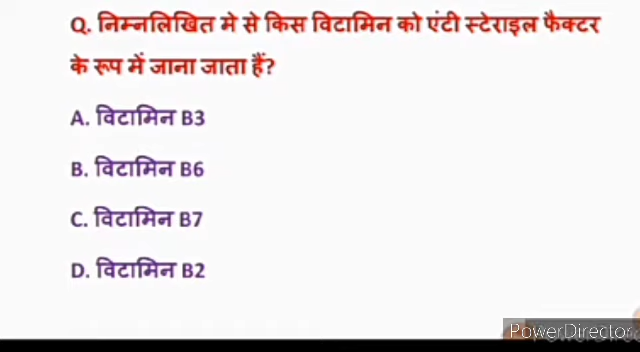 Q. निम्नलिखित मे से किस विटामिन को एंटी स्टेराइल फैक्टर
के रूप में जाना जाता हैं?
A. विटामिन B3
B. विटामिन B6
C. विटामिन B7
D. विटामिन B2
PowerDirector